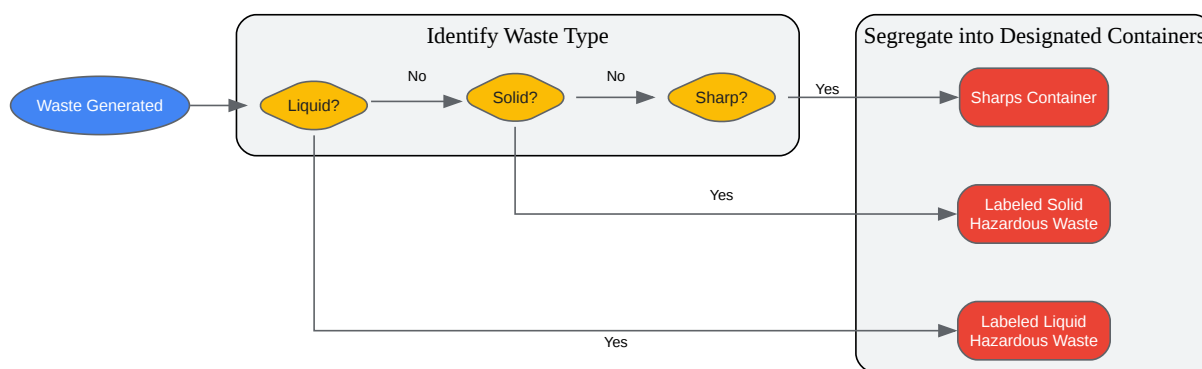 Identify Waste Type
Segregate into Designated Containers
Waste Generated
Liquid?
No
Solid?
No
Sharp?
Yes
Sharps Container
Yes
Labeled Solid
Hazardous Waste
Yes
Labeled Liquid
Hazardous Waste